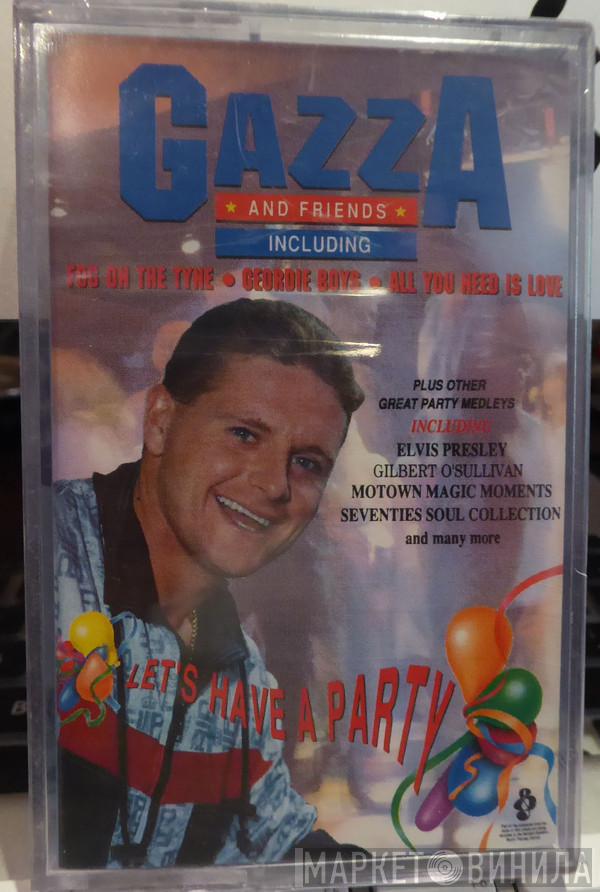 GAZZA
★ AND FRIENDS ★
INCLUDING
FOG ON THE TYNE • GEORDIE BOYS • ALL YOU NEED IS LOVE
PLUS OTHER
GREAT PARTY MEDLEYS
INCLUDING
ELVIS PRESLEY
GILBERT O'SULLIVAN
MOTOWN MAGIC MOMENTS
SEVENTIES SOUL COLLECTION
and many more
LET'S HAVE A PARTY
МАРКЕТ ВИНИЛА